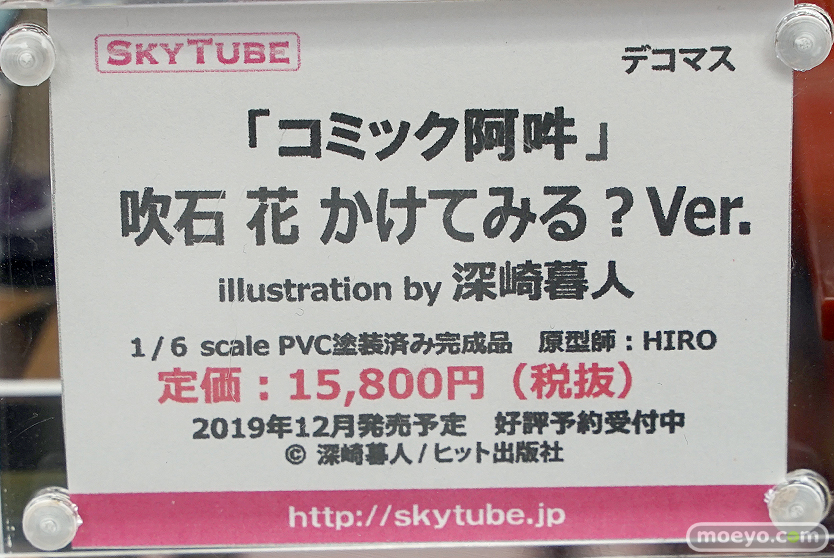 SKYTUBE デコマス
「コミック阿吽」
吹石 花 かけてみる？Ver.
illustration by 深崎暮人
1/6 scale PVC塗装済み完成品 原型師：HIRO
定価：15,800円（税抜）
2019年12月発売予定 好評予約受付中
© 深崎暮人/ヒット出版社
http://skytube.jp
moeyo.com